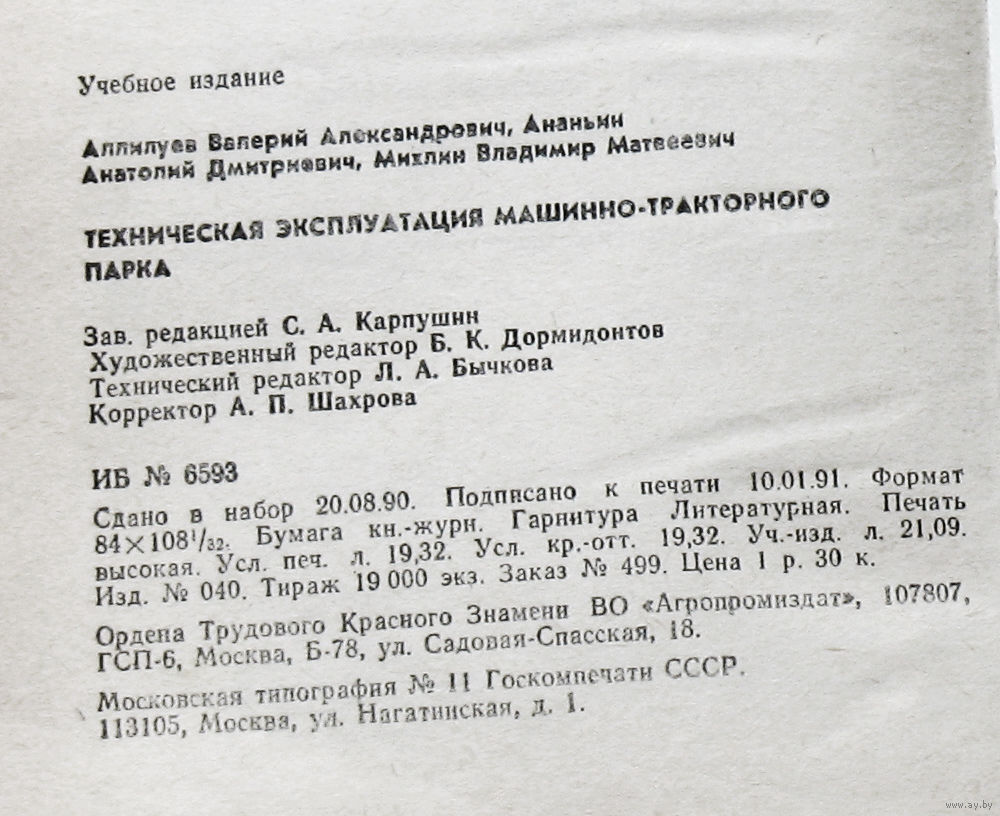 Учебное издание
Аллилуев Валерий Александрович, Ананьин
Анатолий Дмитриевич, Михлин Владимир Матвеевич
ТЕХНИЧЕСКАЯ ЭКСПЛУАТАЦИЯ МАШИННО-ТРАКТОРНОГО
ПАРКА
Зав. редакцией С. А. Карпушин
Художественный редактор Б. К. Дормидонтов
Технический редактор Л. А. Бычкова
Корректор А. П. Шахрова
ИБ № 6593
Сдано в набор 20.08.90. Подписано к печати 10.01.91. Формат
84×108¹/₃₂. Бумага кн.-журн. Гарнитура Литературная. Печать
высокая. Усл. печ. л. 19,32. Усл. кр.-отт. 19,32. Уч.-изд. л. 21,09.
Изд. № 040. Тираж 19 000 экз. Заказ № 499. Цена 1 р. 30 к.
Ордена Трудового Красного Знамени ВО «Агропромиздат», 107807,
ГСП-6, Москва, Б-78, ул. Садовая-Спасская, 18.
Московская типография № 11 Госкомпечати СССР.
113105, Москва, ул. Нагатинская, д. 1.
www.ay.by